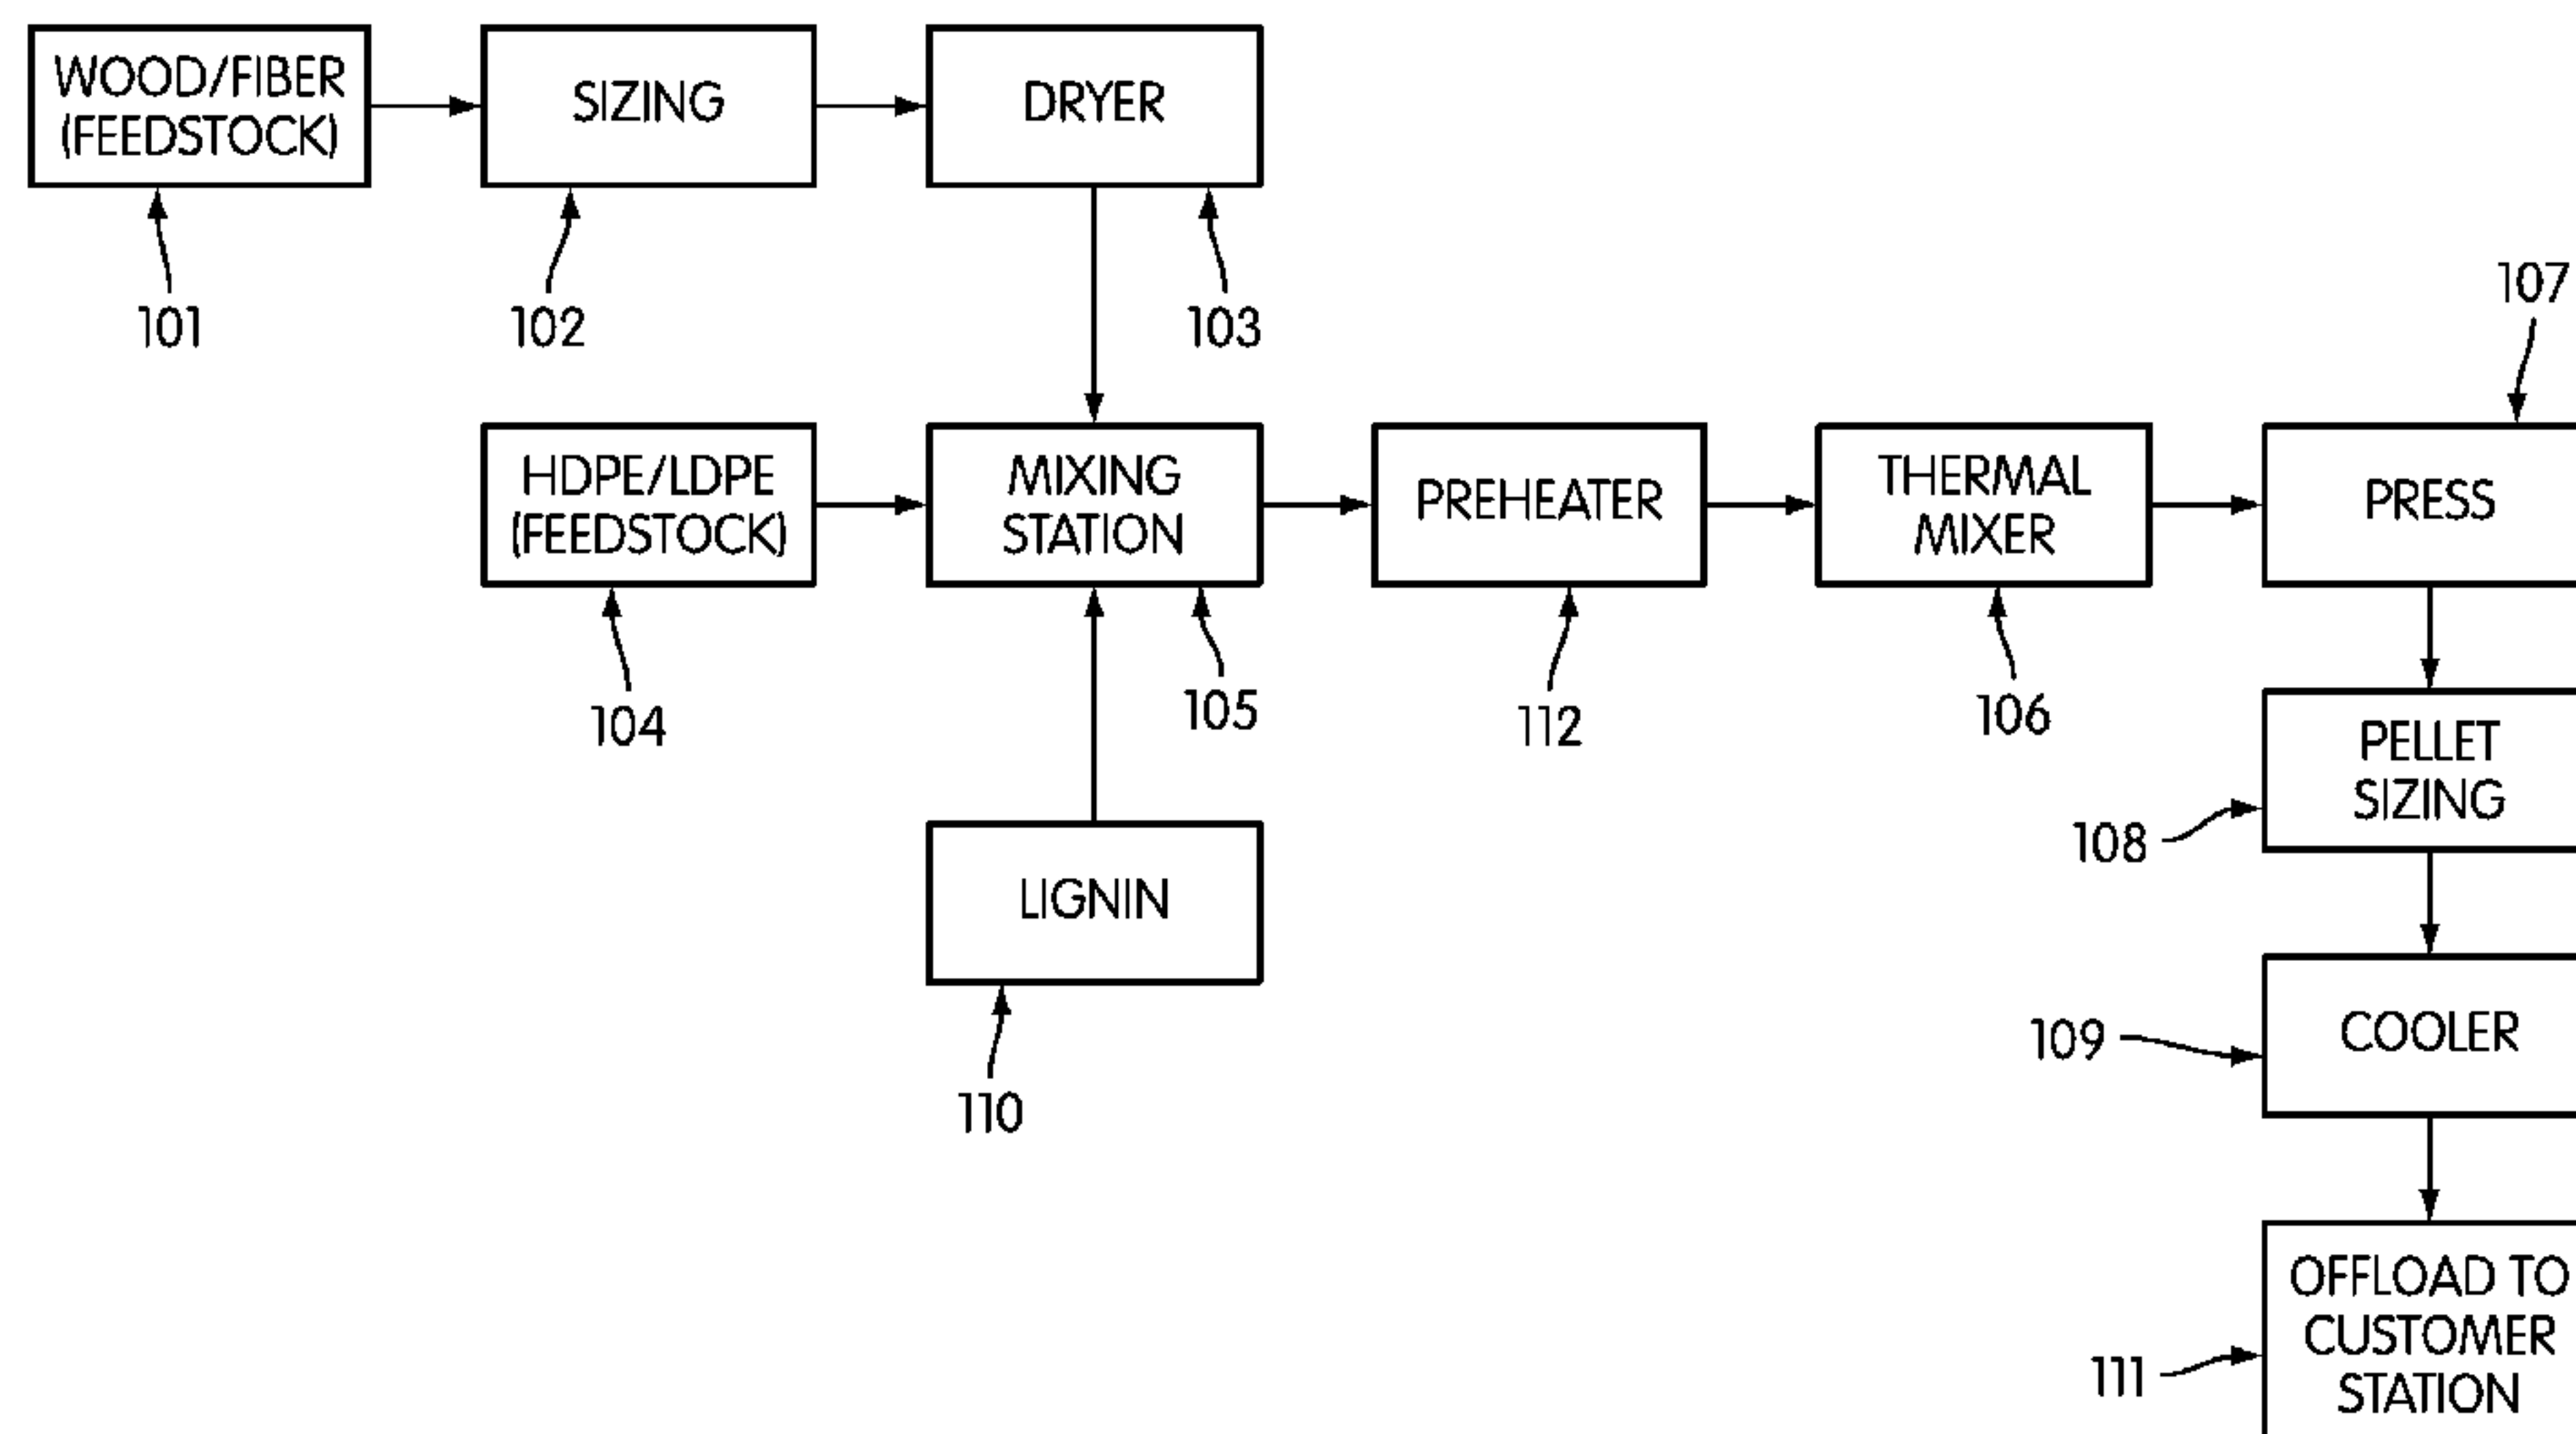 WOOD/FIBER
(FEEDSTOCK)
SIZING
DRYER
101
102
103
107
HDPE/LDPE
(FEEDSTOCK)
MIXING
STATION
PREHEATER
THERMAL
MIXER
PRESS
104
105
112
106
PELLET
SIZING
108
LIGNIN
110
COOLER
109
OFFLOAD TO
CUSTOMER
STATION
111